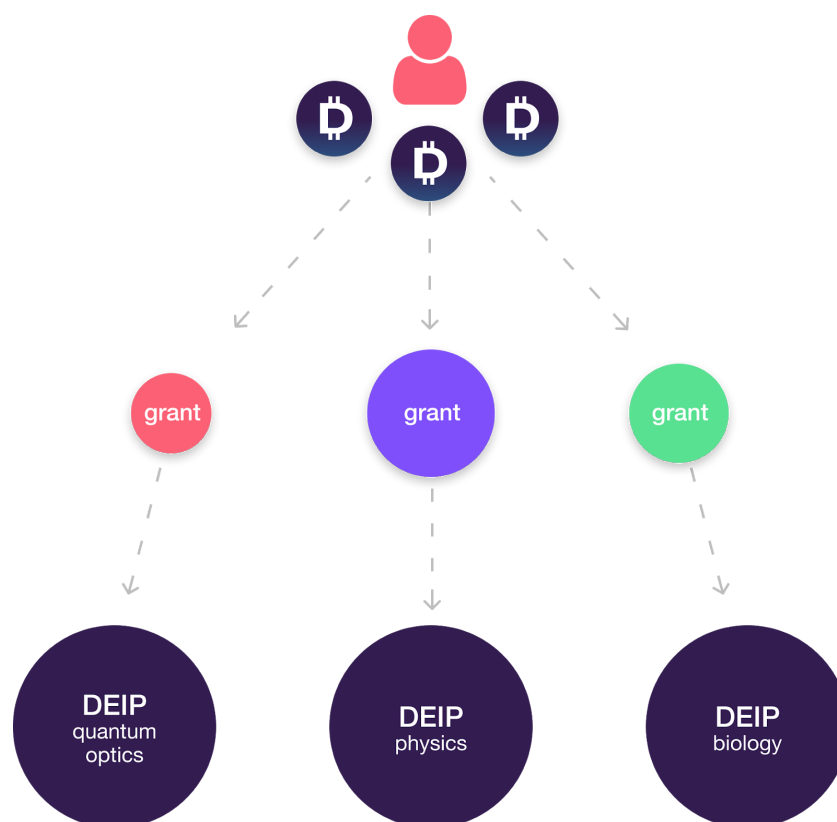 grant
grant
grant
DEIP
quantum
optics
DEIP
physics
DEIP
biology